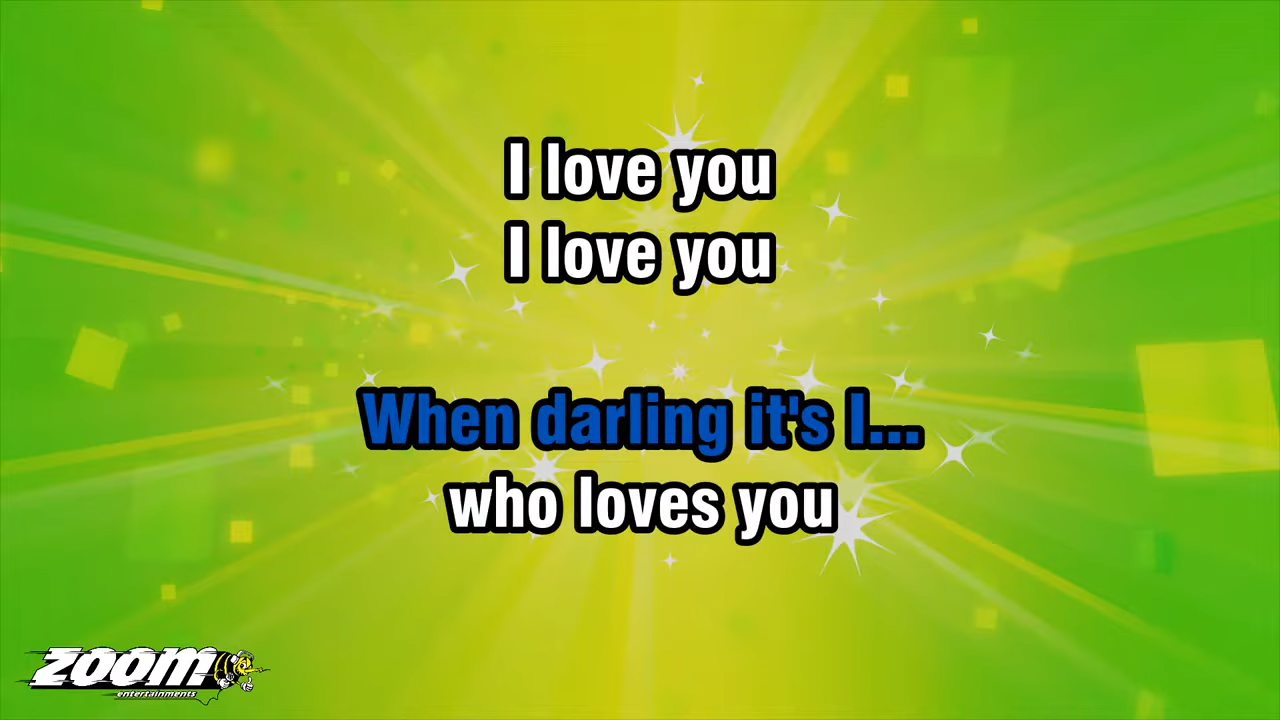 I love you
I love you
When darling it's I...
who loves you
ZOOM
entertainments